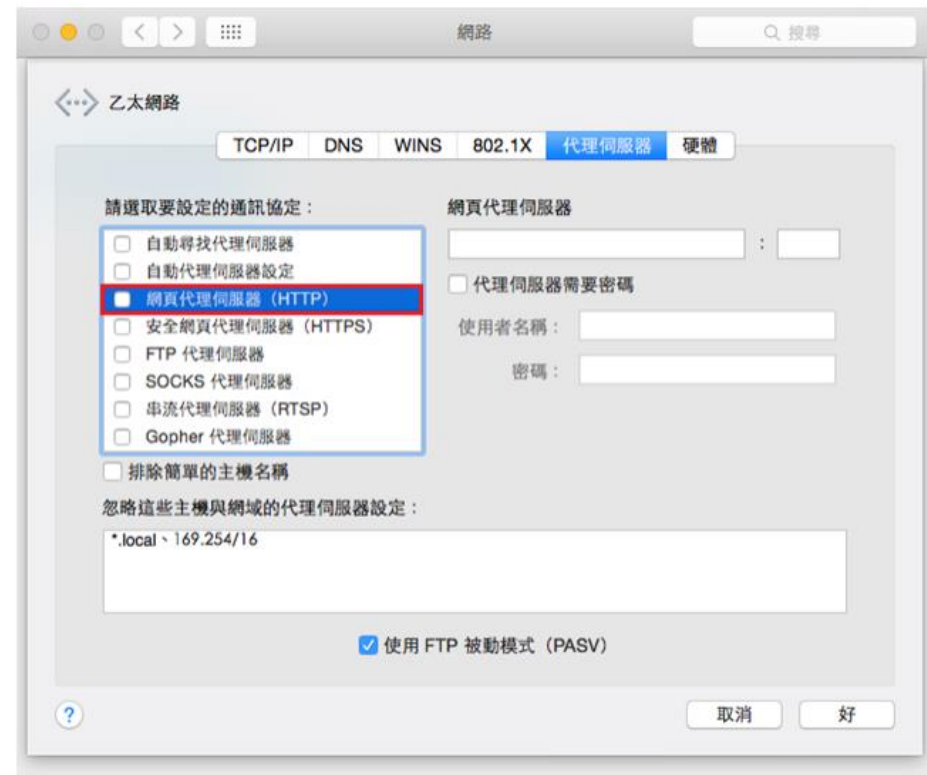 網路
搜尋
乙太網路
TCP/IP DNS WINS 802.1X 代理伺服器 硬體
請選取要設定的通訊協定：
自動尋找代理伺服器
自動代理伺服器設定
網頁代理伺服器（HTTP）
安全網頁代理伺服器（HTTPS）
FTP 代理伺服器
SOCKS 代理伺服器
串流代理伺服器（RTSP）
Gopher 代理伺服器
網頁代理伺服器
：
代理伺服器需要密碼
使用者名稱：
密碼：
排除簡單的主機名稱
忽略這些主機與網域的代理伺服器設定：
*.local、169.254/16
使用 FTP 被動模式（PASV）
?
取消
好